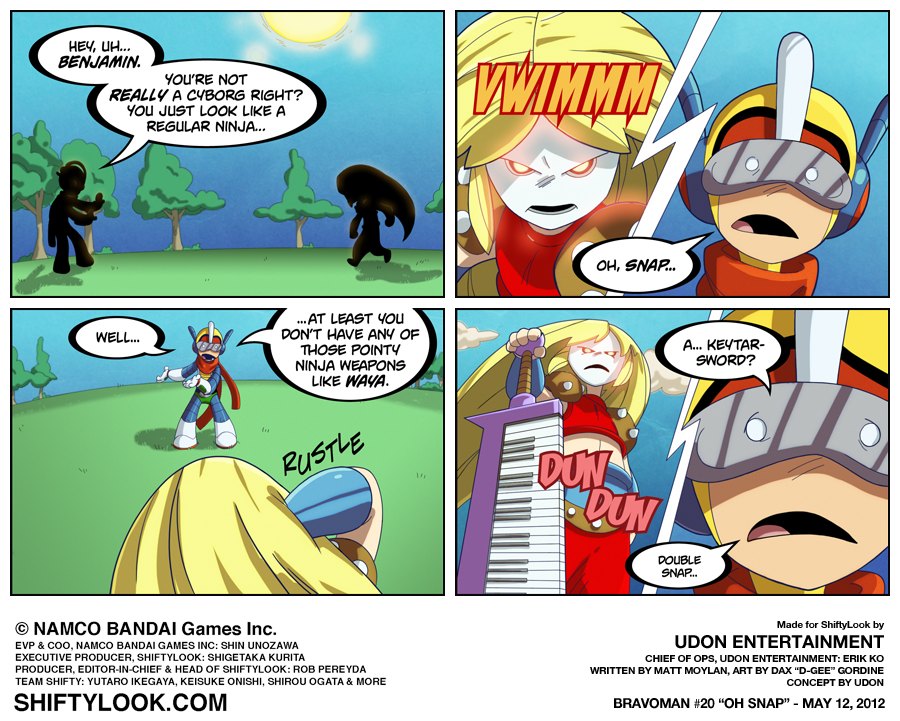 HEY, UH...
BENJAMIN.
YOU'RE NOT
REALLY A CYBORG RIGHT?
YOU JUST LOOK LIKE A
REGULAR NINJA...
VWIMMM
OH, SNAP...
WELL...
...AT LEAST YOU
DON'T HAVE ANY OF
THOSE POINTY
NINJA WEAPONS
LIKE WAYA.
RUSTLE
A... KEYTAR-
SWORD?
DUN
DUN
DOUBLE
SNAP...
© NAMCO BANDAI Games Inc.
EVP & COO, NAMCO BANDAI GAMES INC: SHIN UNOZAWA
EXECUTIVE PRODUCER, SHIFTYLOOK: SHIGETAKA KURITA
PRODUCER, EDITOR-IN-CHIEF & HEAD OF SHIFTYLOOK: ROB PEREYDA
TEAM SHIFTY: YUTARO IKEGAYA, KEISUKE ONISHI, SHIROU OGATA & MORE
SHIFTYLOOK.COM
Made for ShiftyLook by
UDON ENTERTAINMENT
CHIEF OF OPS, UDON ENTERTAINMENT: ERIK KO
WRITTEN BY MATT MOYLAN, ART BY DAX "D-GEE" GORDINE
CONCEPT BY UDON
BRAVOMAN #20 "OH SNAP" - MAY 12, 2012